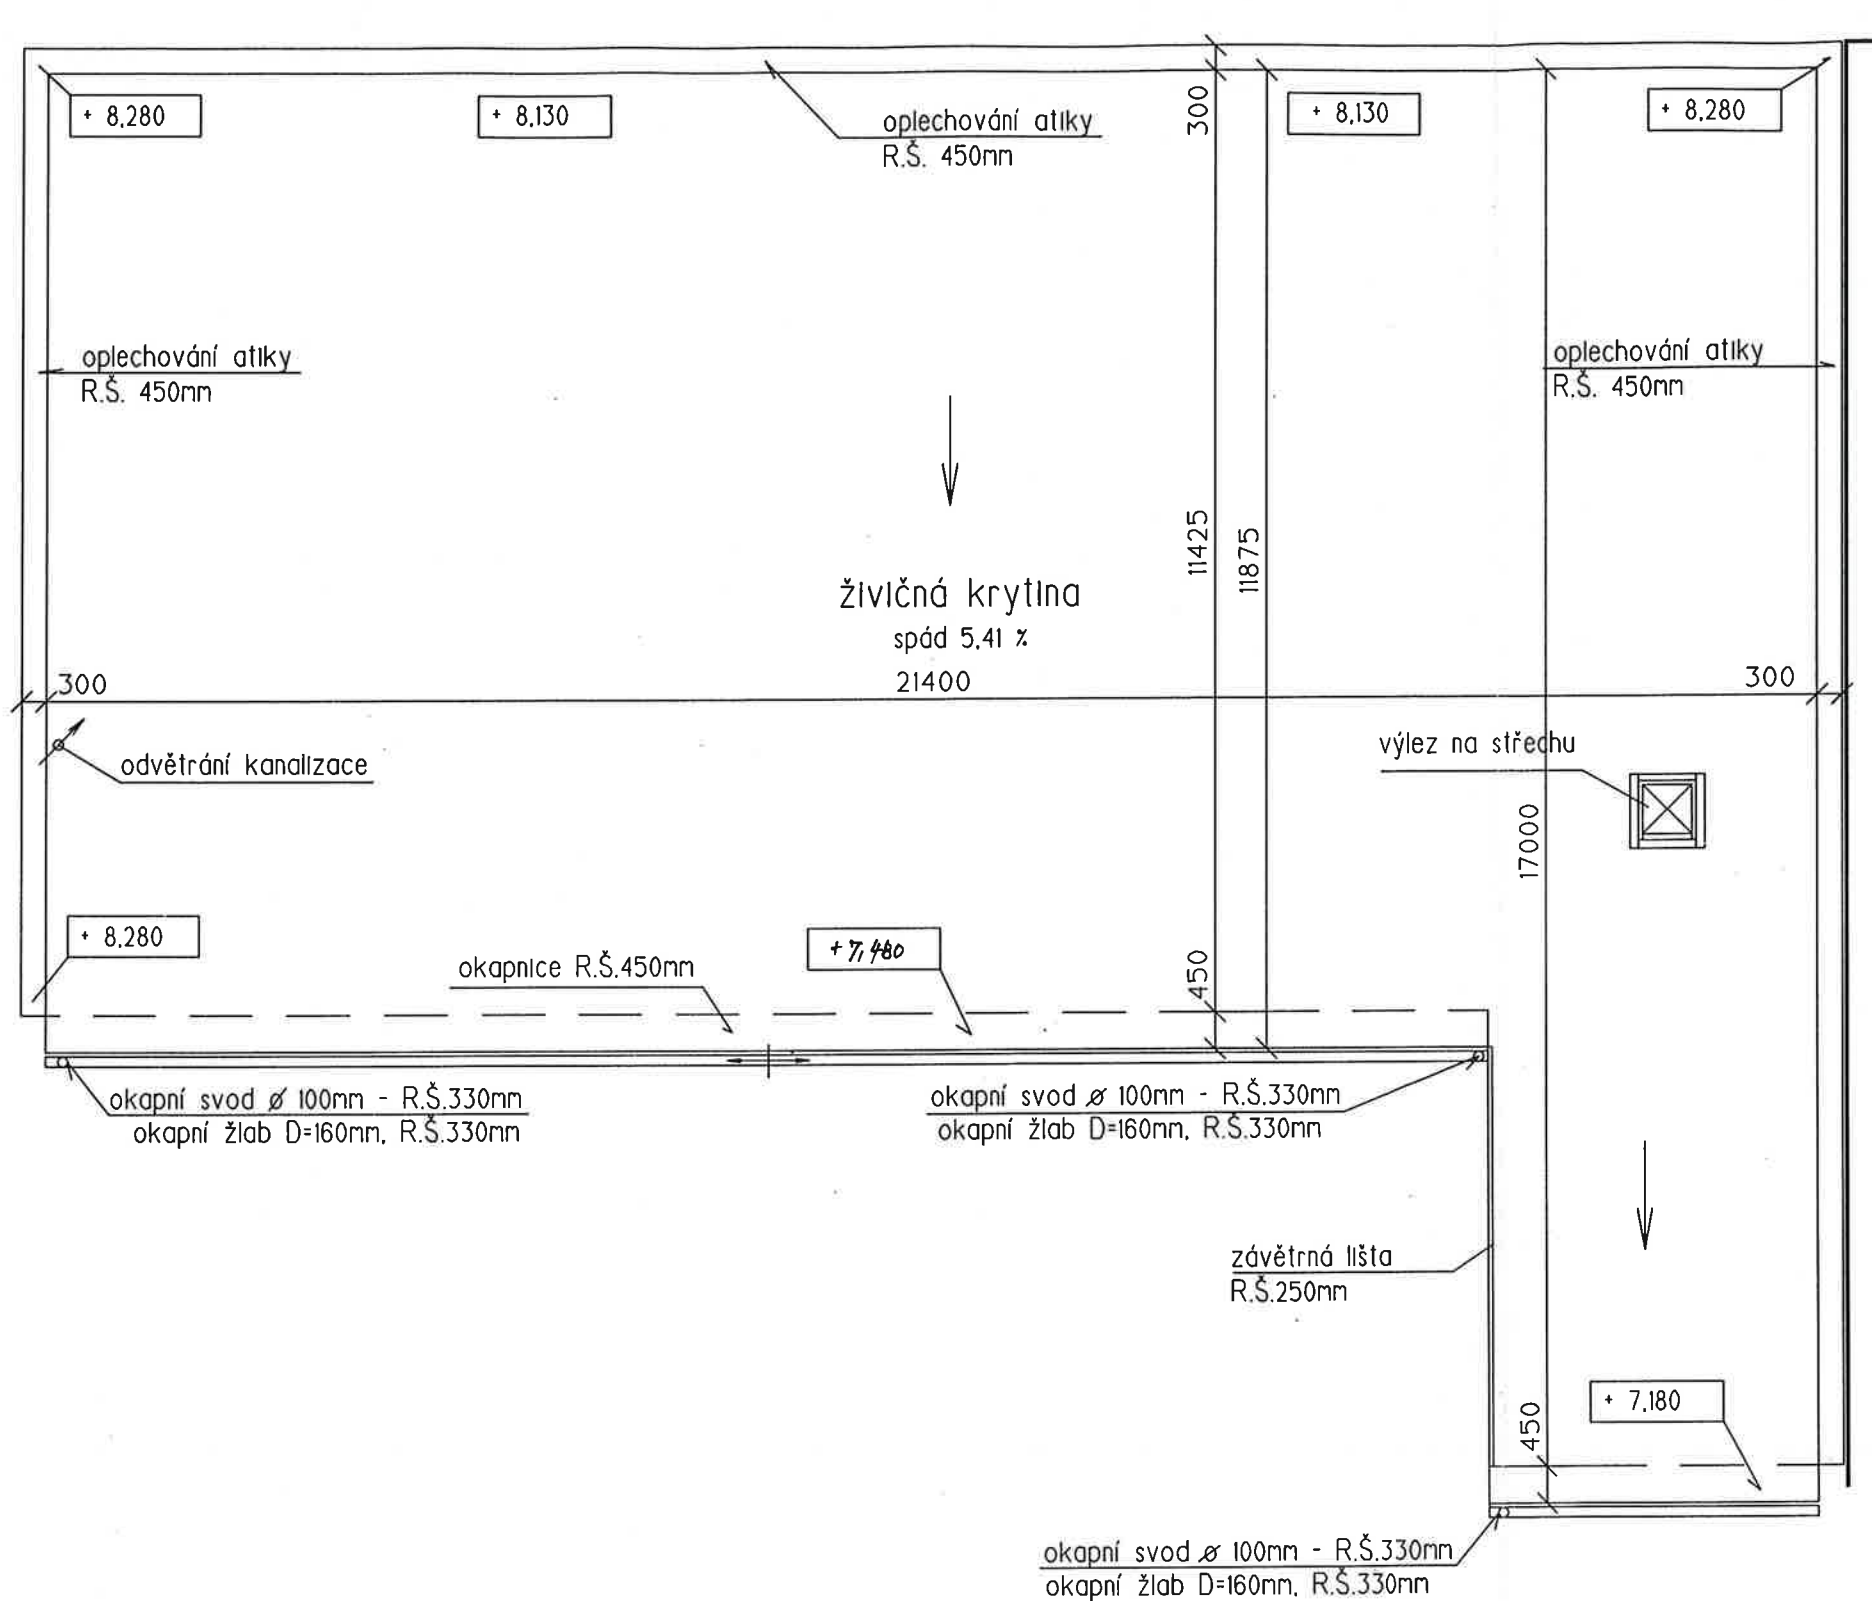 + 8,280
+ 8,130
oplechování atiky
R.Š. 450mm
300
+ 8,130
+ 8,280
oplechování atiky
R.Š. 450mm
oplechování atiky
R.Š. 450mm
11425
11875
živičná krytina
spád 5,41 %
300
21400
300
odvětrání kanalizace
výlez na střechu
17000
+ 8,280
okapnice R.Š.450mm
+ 7,480
450
okapní svod ø 100mm - R.Š.330mm
okapní žlab D=160mm, R.Š.330mm
okapní svod ø 100mm - R.Š.330mm
okapní žlab D=160mm, R.Š.330mm
závětrná lišta
R.Š.250mm
+ 7,180
450
okapní svod ø 100mm - R.Š.330mm
okapní žlab D=160mm, R.Š.330mm